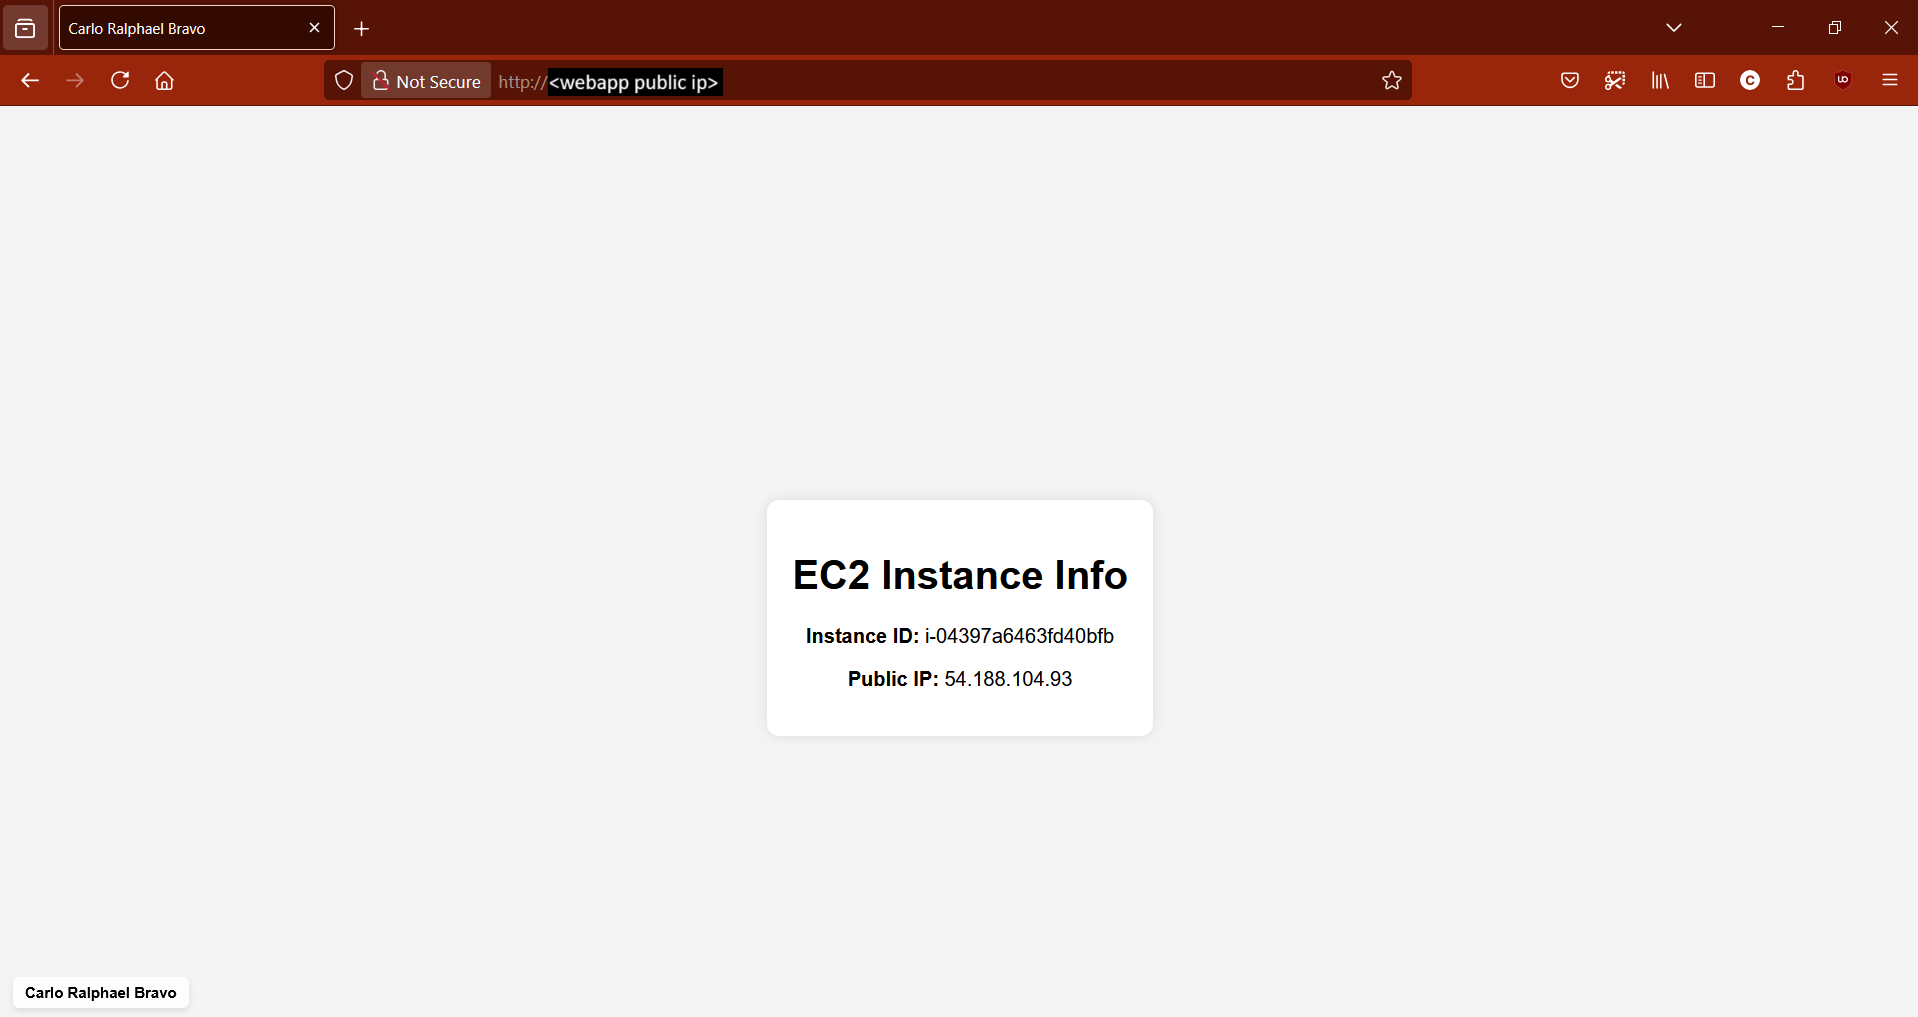 Carlo Ralphael Bravo
Not Secure http://<webapp public ip>
EC2 Instance Info
Instance ID: i-04397a6463fd40bfb
Public IP: 54.188.104.93
Carlo Ralphael Bravo